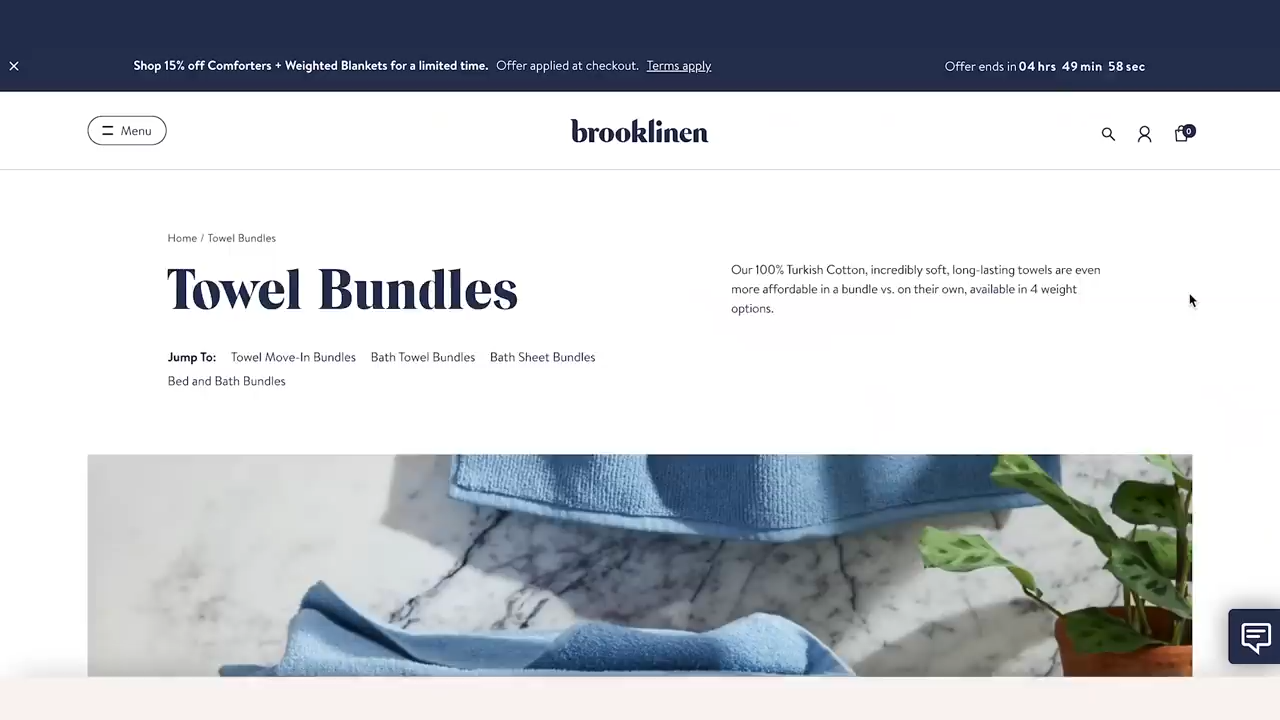 Shop 15% off Comforters + Weighted Blankets for a limited time. Offer applied at checkout. Terms apply
Offer ends in 04 hrs 49 min 58 sec
Menu
brooklinen
0
Home / Towel Bundles
Towel Bundles
Our 100% Turkish Cotton, incredibly soft, long-lasting towels are even
more affordable in a bundle vs. on their own, available in 4 weight
options.
Jump To: Towel Move-In Bundles Bath Towel Bundles Bath Sheet Bundles
Bed and Bath Bundles